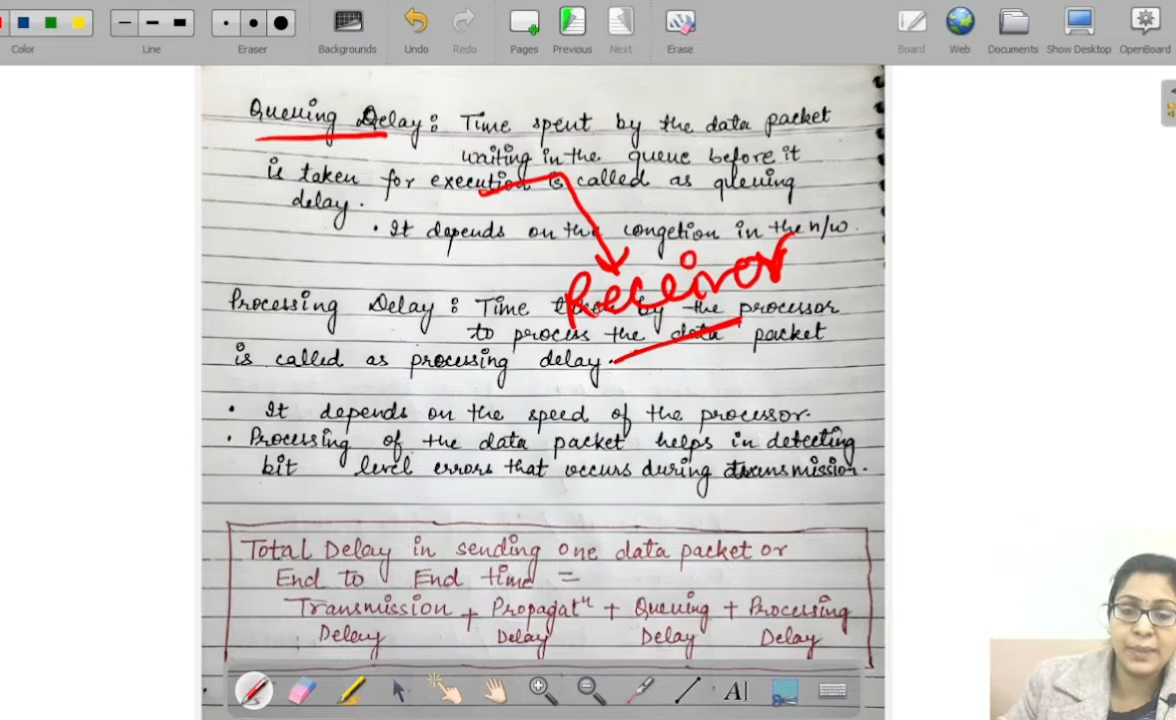 Color
Line
Eraser
Backgrounds
Undo
Redo
Pages
Previous
Next
Erase
Board
Web
Documents
Show Desktop
OpenBoard
Queuing Delay: Time spent by the data packet
waiting in the queue before it
is taken for execution is called as queuing
delay.
• It depends on the congetion in the n/w.
Receivor
Processing Delay : Time taken by the processor
to process the data packet
is called as processing delay.
• It depends on the speed of the processor.
• Processing of the data packet helps in detecting
bit level errors that occurs during transmission.
Total Delay in sending one data packet or
End to End time =
Transmission + Propagatⁿ + Queuing + Processing
Delay Delay Delay Delay
A